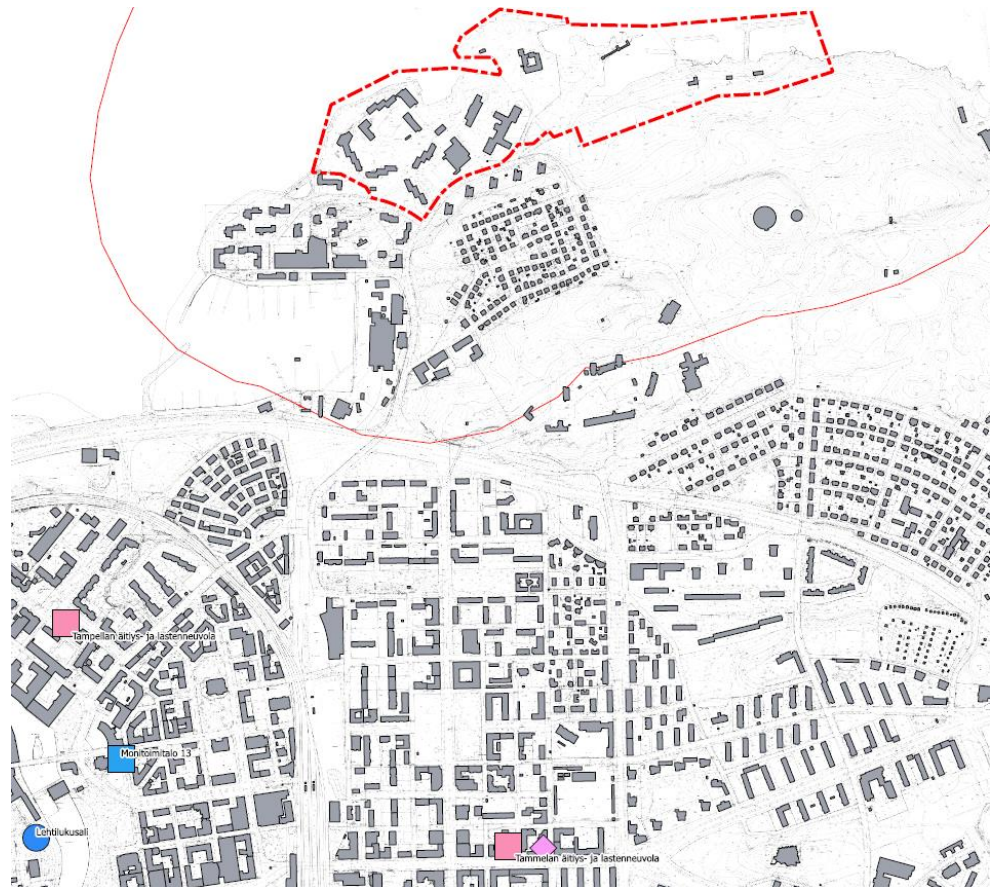 Tampellan äitiys- ja lastenneuvola
Monitoimitalo 13
Lehtilukusali
Tammelan äitiys- ja lastenneuvola